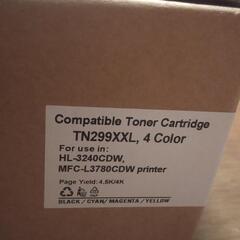 Compatible Toner Cartridge
TN299XXL, 4 Color
For use in:
HL-3240CDW,
MFC-L3780CDW printer
Page Yield: 4.5K/4K
BLACK / CYAN/ MAGENTA / YELLOW